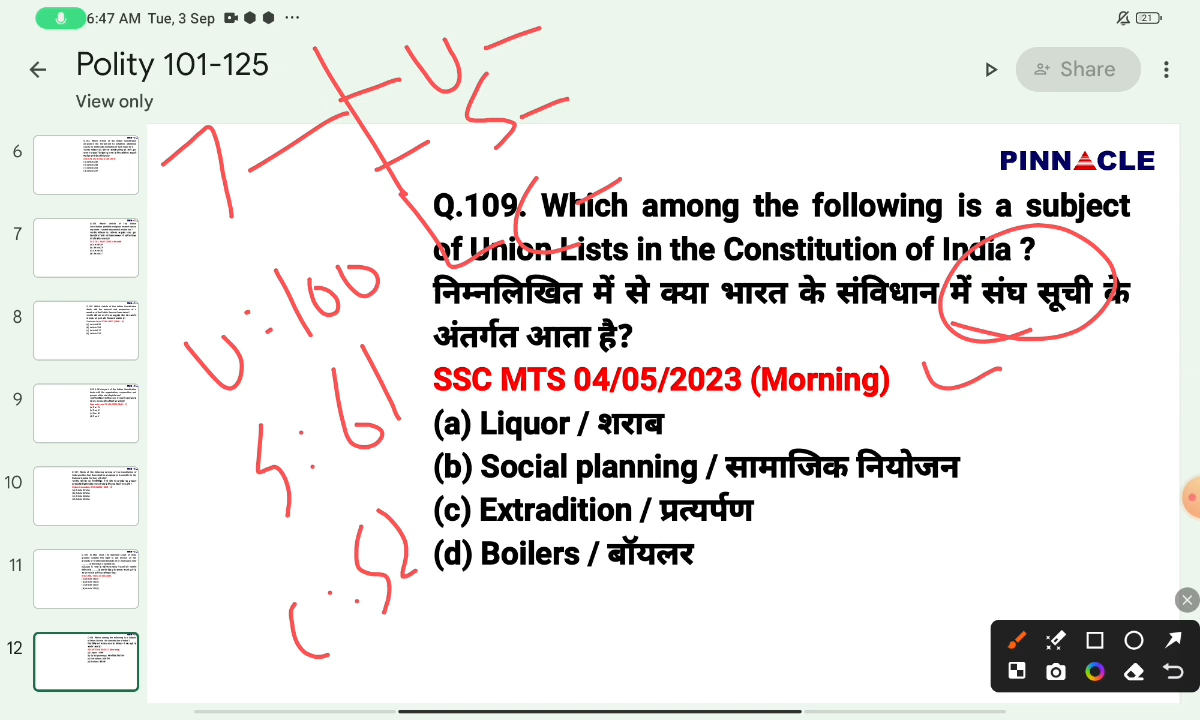 6:47 AM Tue, 3 Sep
21
Polity 101-125
View only
Share
PINNACLE
Q.109. Which among the following is a subject
of Union Lists in the Constitution of India ?
निम्नलिखित में से क्या भारत के संविधान में संघ सूची के
अंतर्गत आता है?
SSC MTS 04/05/2023 (Morning)
(a) Liquor / शराब
(b) Social planning / सामाजिक नियोजन
(c) Extradition / प्रत्यर्पण
(d) Boilers / बॉयलर
7 - U -
S -
C -
U : 100
S : 61
C : 52
6
7
8
9
10
11
12